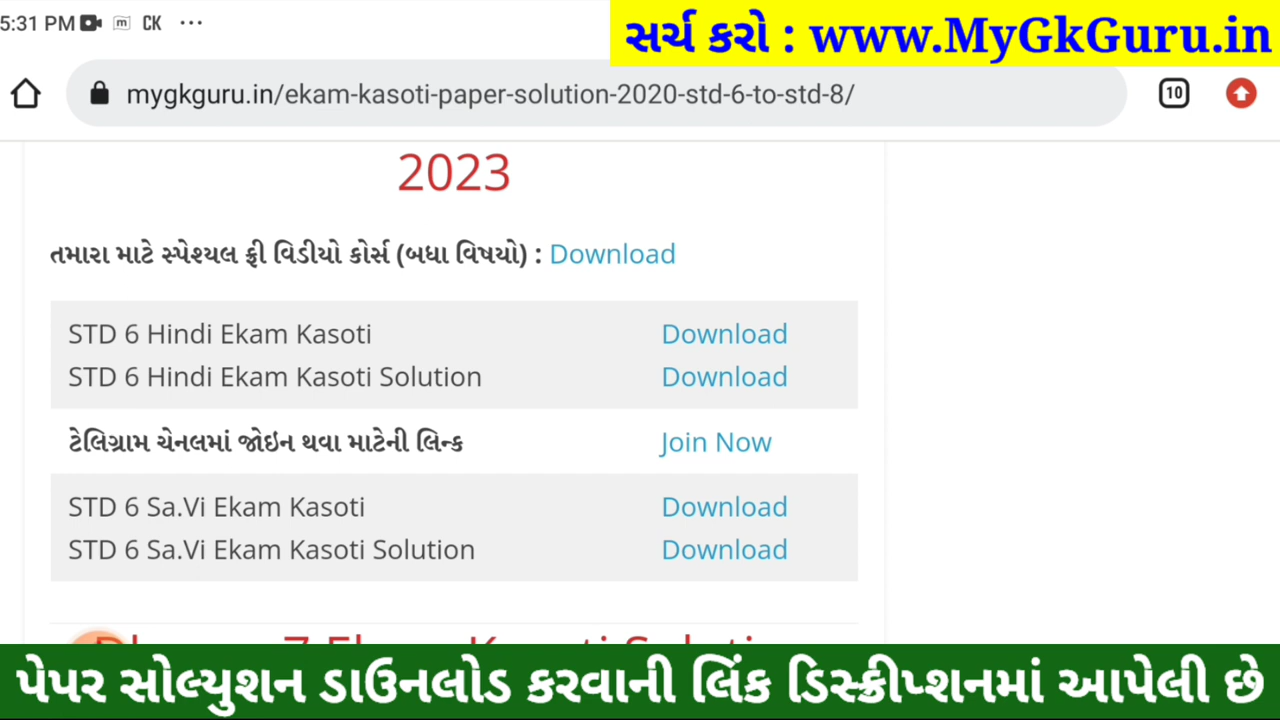 5:31 PM m CK ...
સર્ચ કરો : www.MyGkGuru.in
mygkguru.in/ekam-kasoti-paper-solution-2020-std-6-to-std-8/ 10
2023
તમારા માટે સ્પેશ્યલ ફ્રી વિડીયો કોર્સ (બધા વિષયો) : Download
STD 6 Hindi Ekam Kasoti Download
STD 6 Hindi Ekam Kasoti Solution Download
ટેલિગ્રામ ચેનલમાં જોઇન થવા માટેની લિન્ક Join Now
STD 6 Sa.Vi Ekam Kasoti Download
STD 6 Sa.Vi Ekam Kasoti Solution Download
પેપર સોલ્યુશન ડાઉનલોડ કરવાની લિંક ડિસ્ક્રીપ્શનમાં આપેલી છે